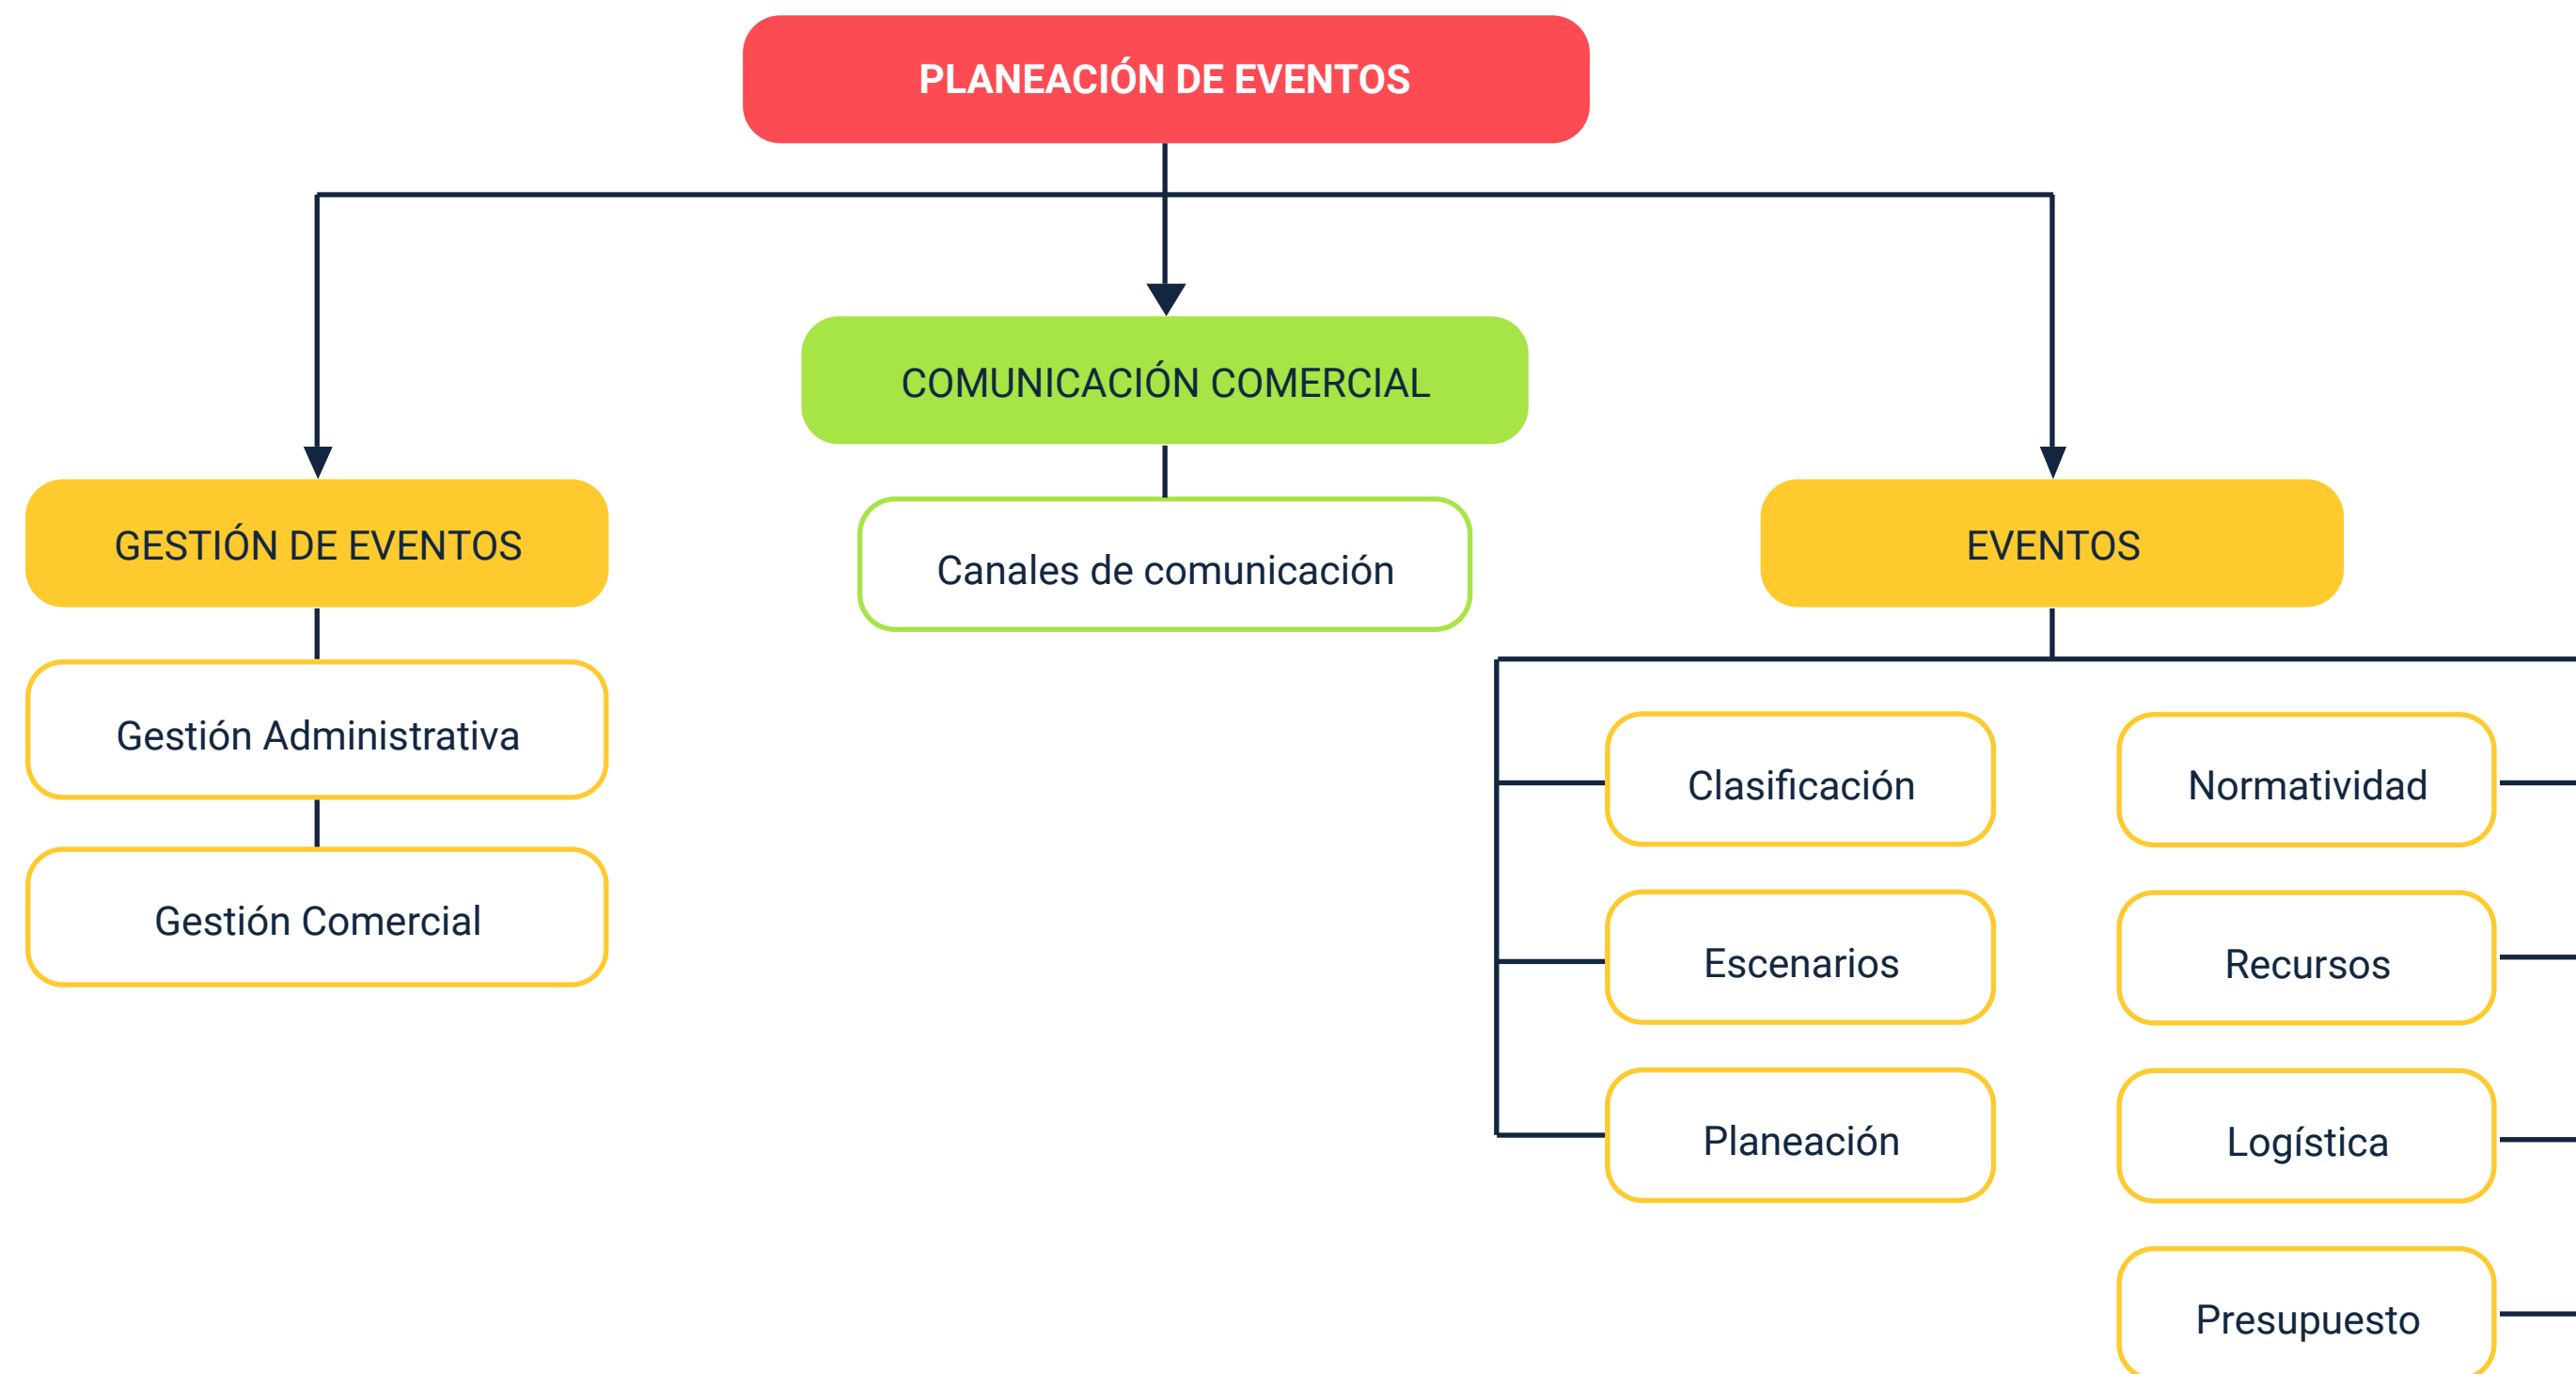 PLANEACIÓN DE EVENTOS
COMUNICACIÓN COMERCIAL
Canales de comunicación
GESTIÓN DE EVENTOS
Gestión Administrativa
Gestión Comercial
EVENTOS
Clasificación
Escenarios
Planeación
Normatividad
Recursos
Logística
Presupuesto